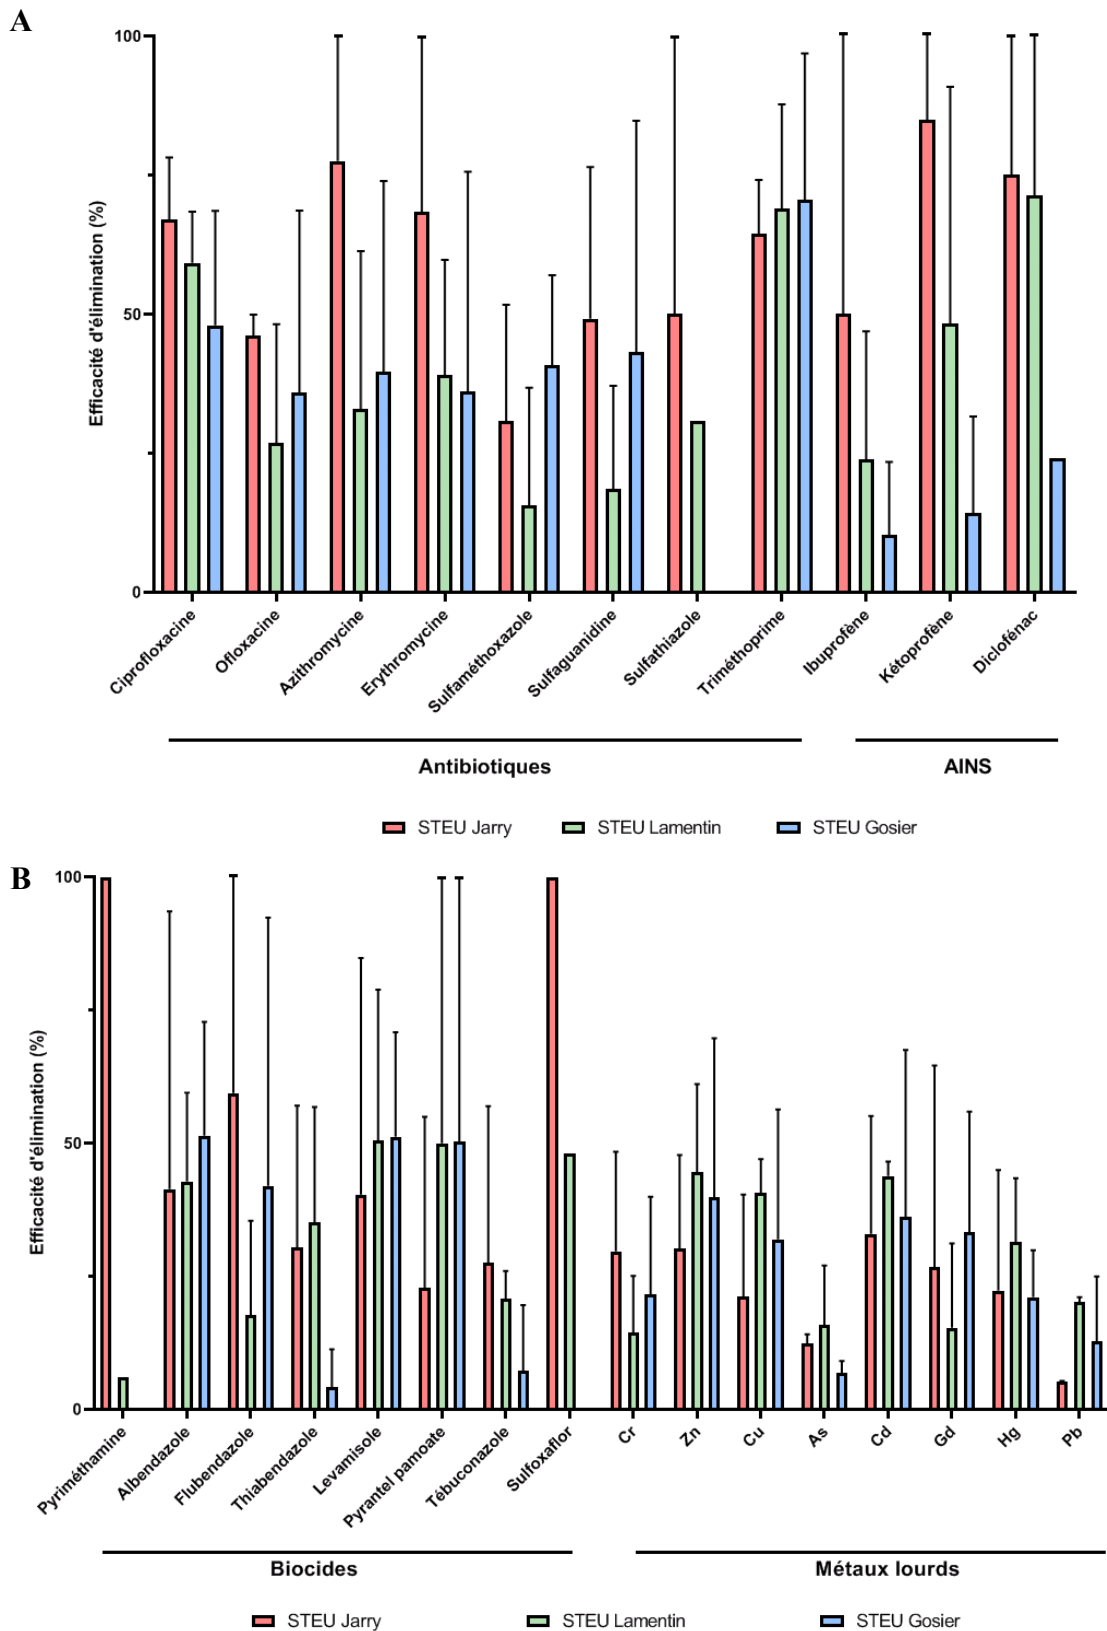 A
Efficacité d'élimination (%)
100
50
0
Ciprofloxacine
Ofloxacine
Azithromycine
Erythromycine
Sulfaméthoxazole
Sulfaguanidine
Sulfathiazole
Triméthoprime
Ibuprofène
Kétoprofène
Diclofénac
Antibiotiques
AINS
STEU Jarry
STEU Lamentin
STEU Gosier
B
Efficacité d'élimination (%)
100
50
0
Pyriméthamine
Albendazole
Flubendazole
Thiabendazole
Levamisole
Pyrantel pamoate
Tébuconazole
Sulfoxaflor
Cr
Zn
Cu
As
Cd
Gd
Hg
Pb
Biocides
Métaux lourds
STEU Jarry
STEU Lamentin
STEU Gosier